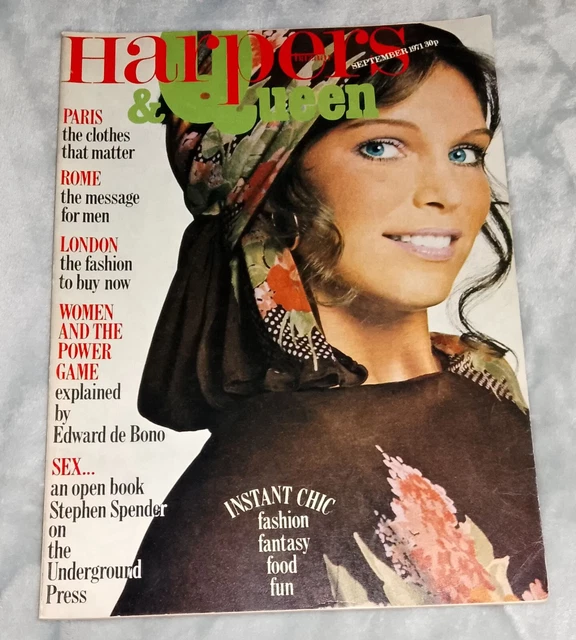 Harpers
& Queen
SEPTEMBER 1971 30p
PARIS
the clothes
that matter
ROME
the message
for men
LONDON
the fashion
to buy now
WOMEN
AND THE
POWER
GAME
explained
by
Edward de Bono
SEX...
an open book
Stephen Spender
on
the
Underground
Press
INSTANT CHIC
fashion
fantasy
food
fun